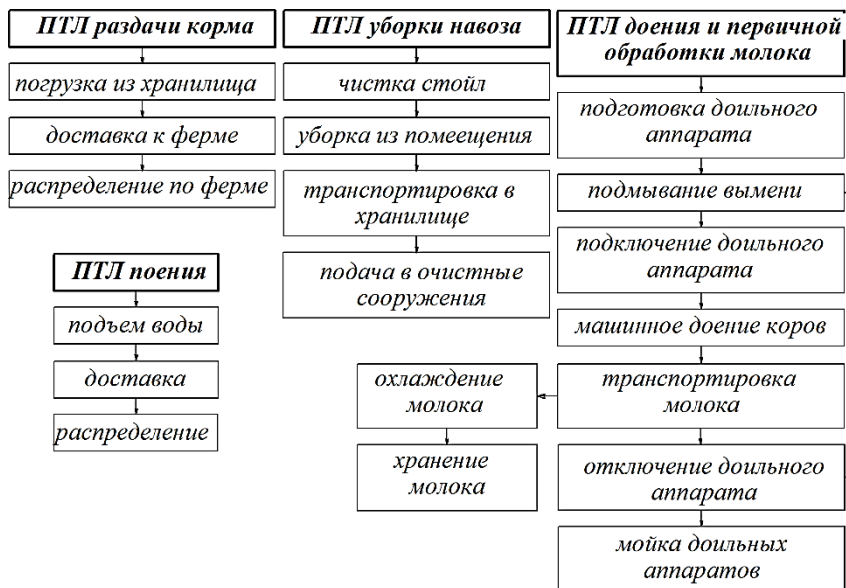 ПТЛ раздачи корма
погрузка из хранилища
доставка к ферме
распределение по ферме
ПТЛ поения
подъем воды
доставка
распределение
ПТЛ уборки навоза
чистка стойл
уборка из помеещения
транспортировка в
хранилище
подача в очистные
сооружения
ПТЛ доения и первичной
обработки молока
подготовка доильного
аппарата
подмывание вымени
подключение доильного
аппарата
машинное доение коров
транспортировка
молока
охлаждение
молока
хранение
молока
отключение доильного
аппарата
мойка доильных
аппаратов